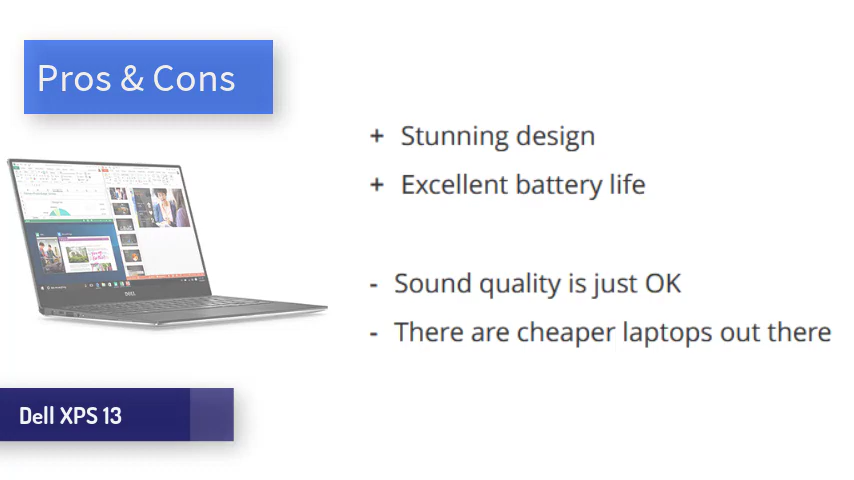 Pros & Cons
+ Stunning design
+ Excellent battery life
- Sound quality is just OK
- There are cheaper laptops out there
DELL
Dell XPS 13